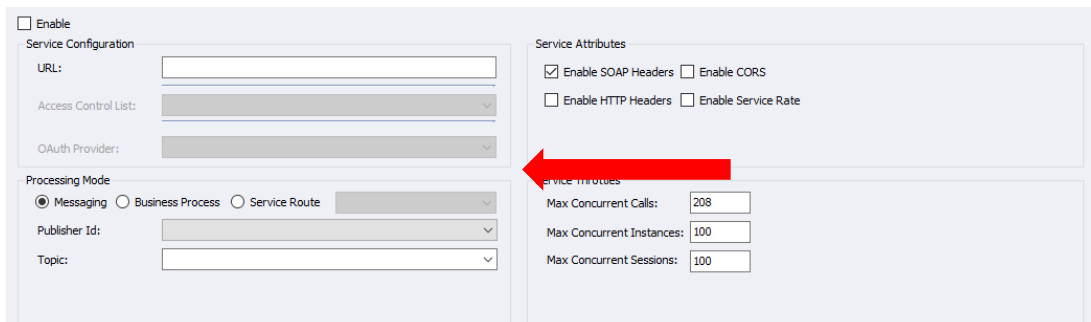 Enable
Service Configuration
URL:
Access Control List:
OAuth Provider:
Service Attributes
Enable SOAP Headers Enable CORS
Enable HTTP Headers Enable Service Rate
Processing Mode
Messaging Business Process Service Route
Publisher Id:
Topic:
Service Throttles
Max Concurrent Calls: 208
Max Concurrent Instances: 100
Max Concurrent Sessions: 100